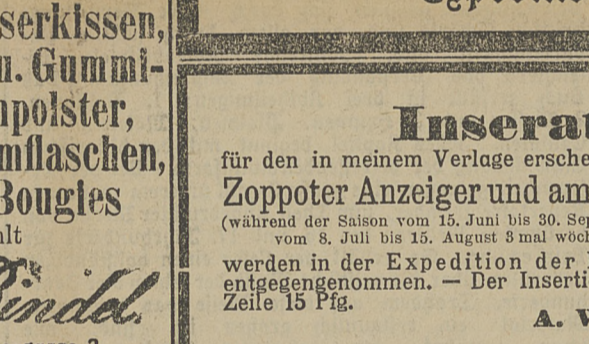 serkissen,
u. Gummi-
polster,
mflaschen,
Bougies
Inserat
für den in meinem Verlage ersche
Zoppoter Anzeiger und am
(während der Saison vom 15. Juni bis 30. Sep
vom 8. Juli bis 15. August 3 mal wöch
werden in der Expedition der
entgegengenommen. — Der Inserti
Zeile 15 Pfg.
A. W